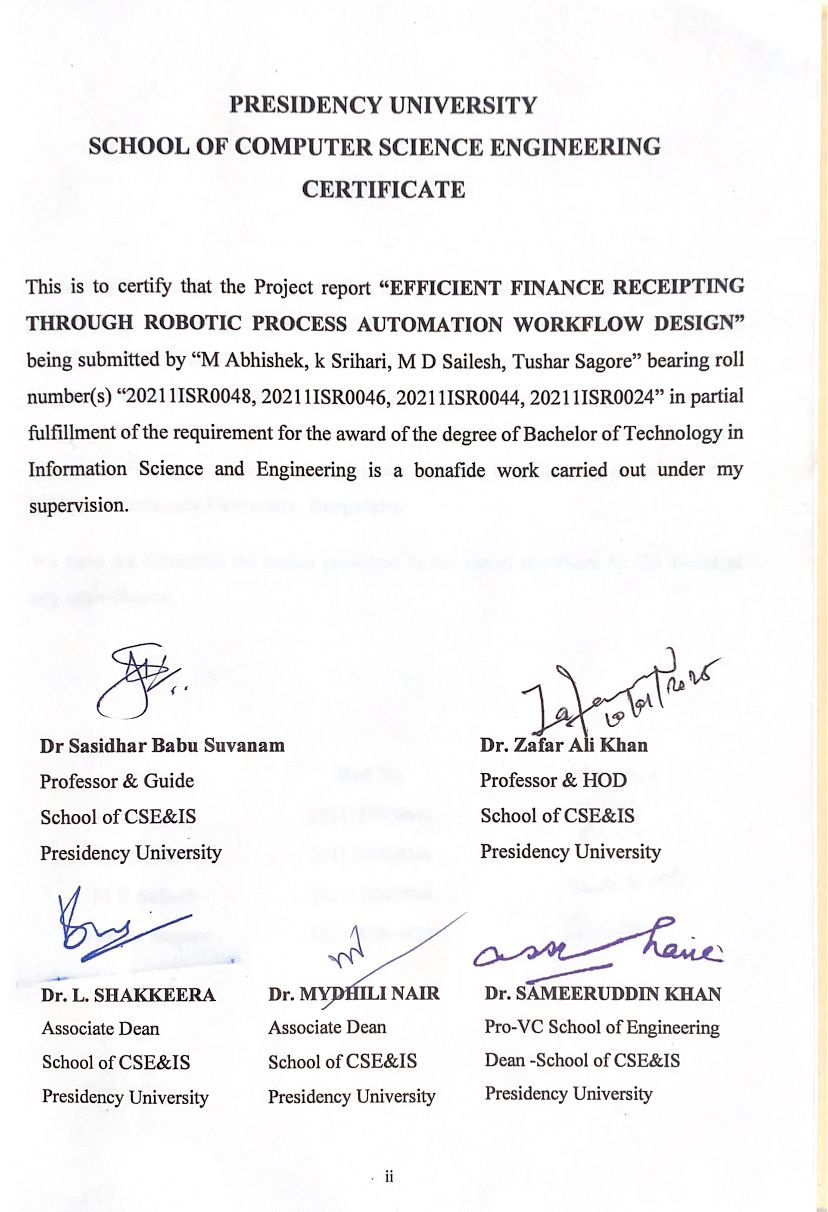 PRESIDENCY UNIVERSITY
SCHOOL OF COMPUTER SCIENCE ENGINEERING
CERTIFICATE
This is to certify that the Project report “EFFICIENT FINANCE RECEIPTING
THROUGH ROBOTIC PROCESS AUTOMATION WORKFLOW DESIGN”
being submitted by “M Abhishek, k Srihari, M D Sailesh, Tushar Sagore” bearing roll
number(s) “20211ISR0048, 20211ISR0046, 20211ISR0044, 20211ISR0024” in partial
fulfillment of the requirement for the award of the degree of Bachelor of Technology in
Information Science and Engineering is a bonafide work carried out under my
supervision.
Dr Sasidhar Babu Suvanam
Professor & Guide
School of CSE&IS
Presidency University
Dr. Zafar Ali Khan
Professor & HOD
School of CSE&IS
Presidency University
Dr. L. SHAKKEERA
Associate Dean
School of CSE&IS
Presidency University
Dr. MYDHILI NAIR
Associate Dean
School of CSE&IS
Presidency University
Dr. SAMEERUDDIN KHAN
Pro-VC School of Engineering
Dean -School of CSE&IS
Presidency University
ii